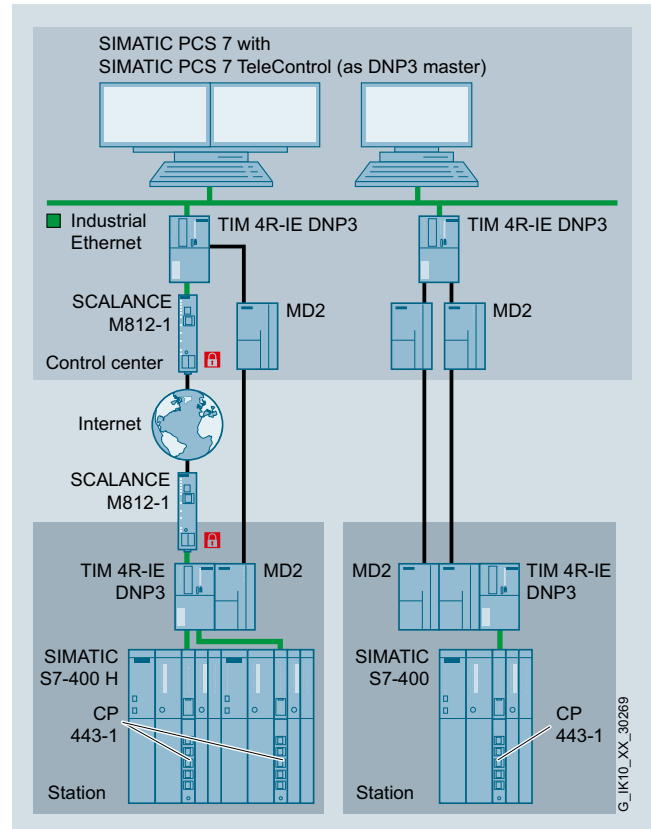 SIMATIC PCS 7 with
SIMATIC PCS 7 TeleControl (as DNP3 master)
Industrial
Ethernet
TIM 4R-IE DNP3
TIM 4R-IE DNP3
SCALANCE
M812-1
MD2
MD2
Control center
Internet
SCALANCE
M812-1
TIM 4R-IE
DNP3
MD2
MD2
TIM 4R-IE
DNP3
SIMATIC
S7-400 H
SIMATIC
S7-400
CP
443-1
CP
443-1
Station
Station
G_IK10_XX_30269